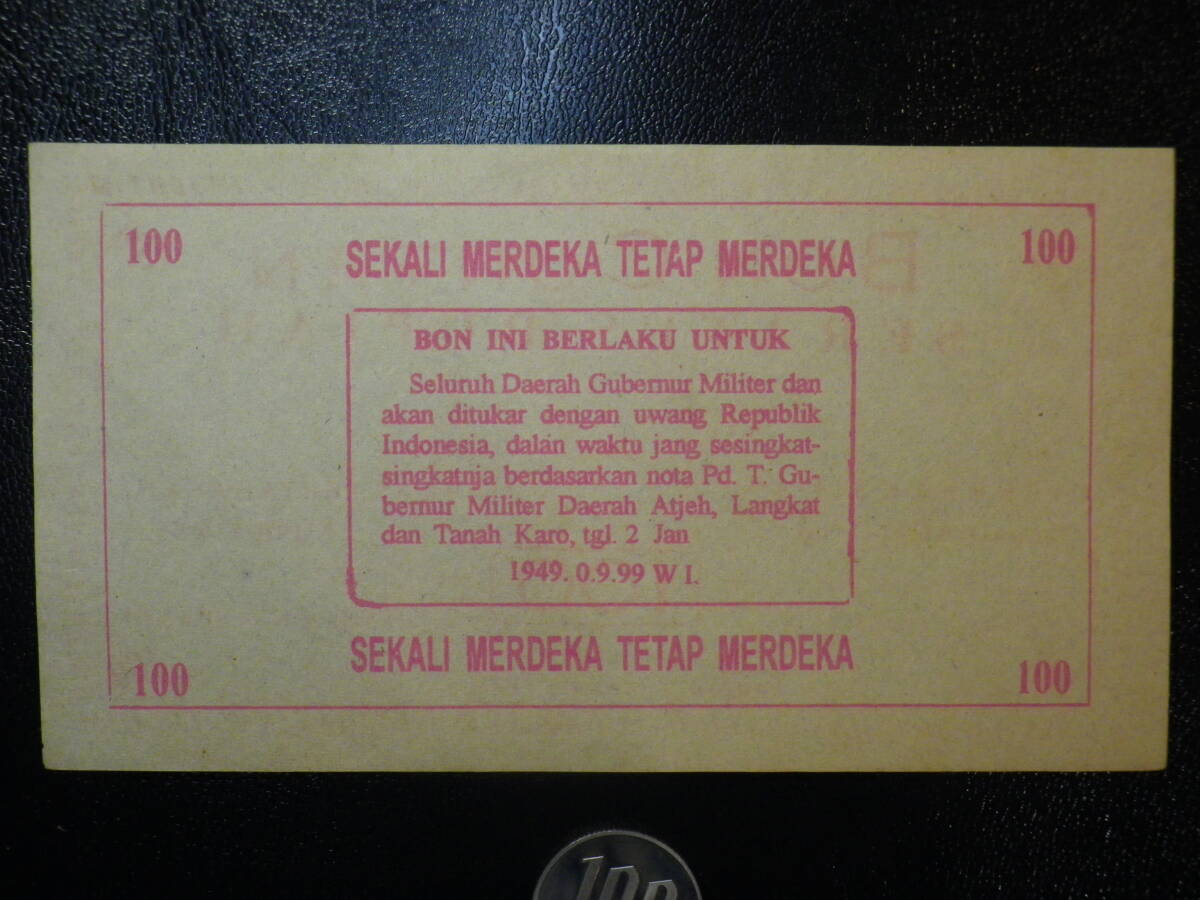 100 SEKALI MERDEKA TETAP MERDEKA 100
BON INI BERLAKU UNTUK
Seluruh Daerah Gubernur Militer dan
akan ditukar dengan uwang Republik
Indonesia, dalan waktu jang sesingkat-
singkatnja berdasarkan nota Pd. T. Gu-
bernur Militer Daerah Atjeh, Langkat
dan Tanah Karo, tgl. 2 Jan
1949. 0.9.99 W I.
100 SEKALI MERDEKA TETAP MERDEKA 100
100